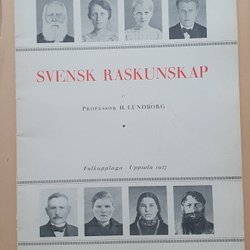 SVENSK RASKUNSKAP
AV
PROFESSOR H. LUNDBORG
Folkupplaga · Uppsala 1927